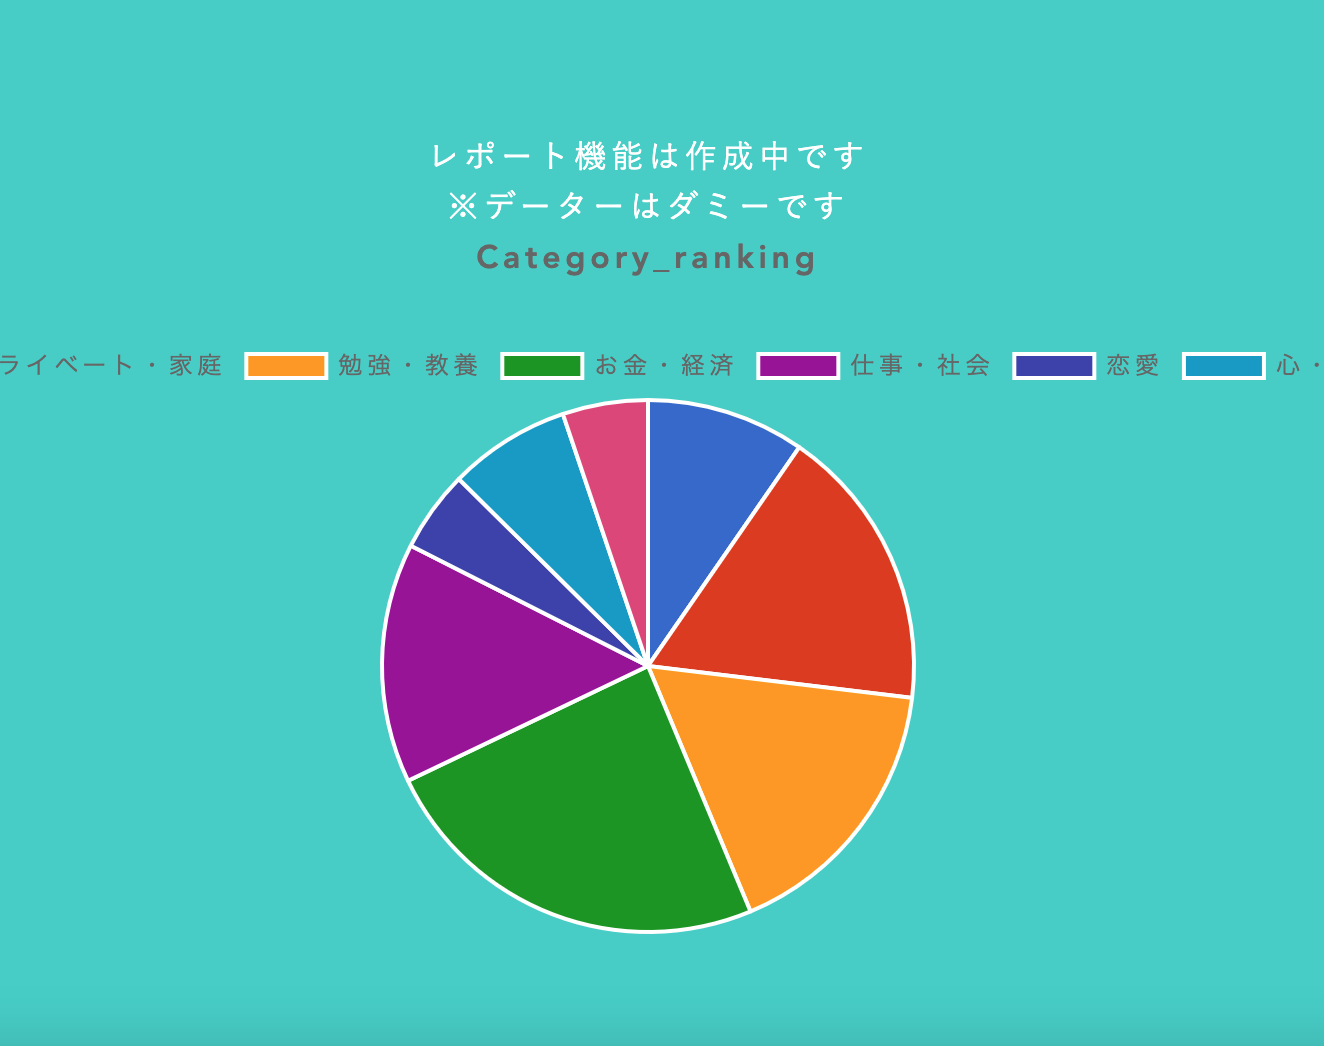 レポート機能は作成中です
※データーはダミーです
Category_ranking
ライベート・家庭 勉強・教養 お金・経済 仕事・社会 恋愛 心・